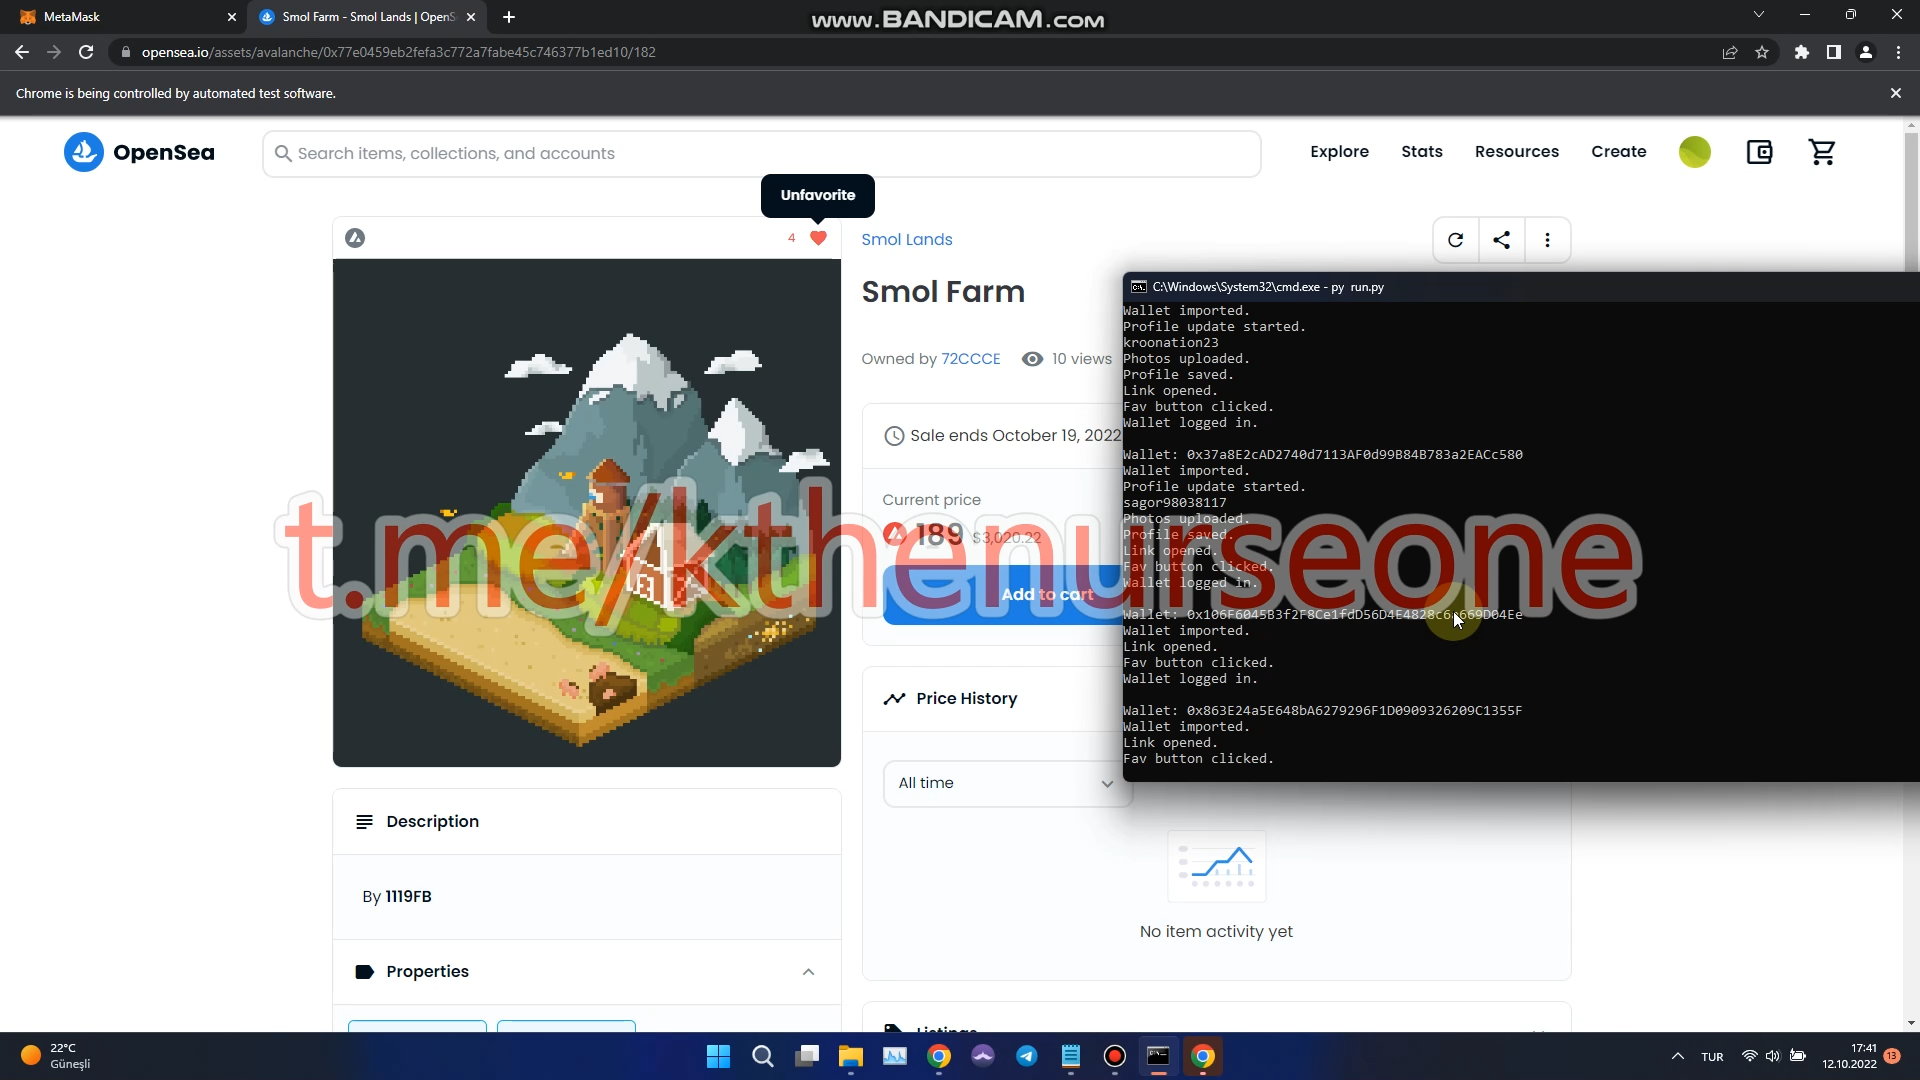 MetaMask
Smol Farm - Smol Lands | OpenS
www.BANDICAM.com
opensea.io/assets/avalanche/0x77e0459eb2fefa3c772a7fabe45c746377b1ed10/182
Chrome is being controlled by automated test software.
OpenSea
Search items, collections, and accounts
Explore
Stats
Resources
Create
Unfavorite
4
Smol Lands
Smol Farm
Owned by 72CCCE
10 views
Sale ends October 19, 2022
Current price
189 $3,020.22
Add to cart
Price History
All time
No item activity yet
Listings
Description
By 1119FB
Properties
C:\Windows\System32\cmd.exe - py run.py
Wallet imported.
Profile update started.
kroonation23
Photos uploaded.
Profile saved.
Link opened.
Fav button clicked.
Wallet logged in.
Wallet: 0x37a8E2cAD2740d7113AF0d99B84B783a2EACc580
Wallet imported.
Profile update started.
sagor98038117
Photos uploaded.
Profile saved.
Link opened.
Fav button clicked.
Wallet logged in.
Wallet:
Wallet imported.
Link opened.
Fav button clicked.
Wallet logged in.
Wallet: 0x863E24a5E648bA6279296F1D0909326209C1355F
Wallet imported.
Link opened.
Fav button clicked.
t.me/kthenurseone
22°C
Güneşli
TUR
17:41
12.10.2022
13